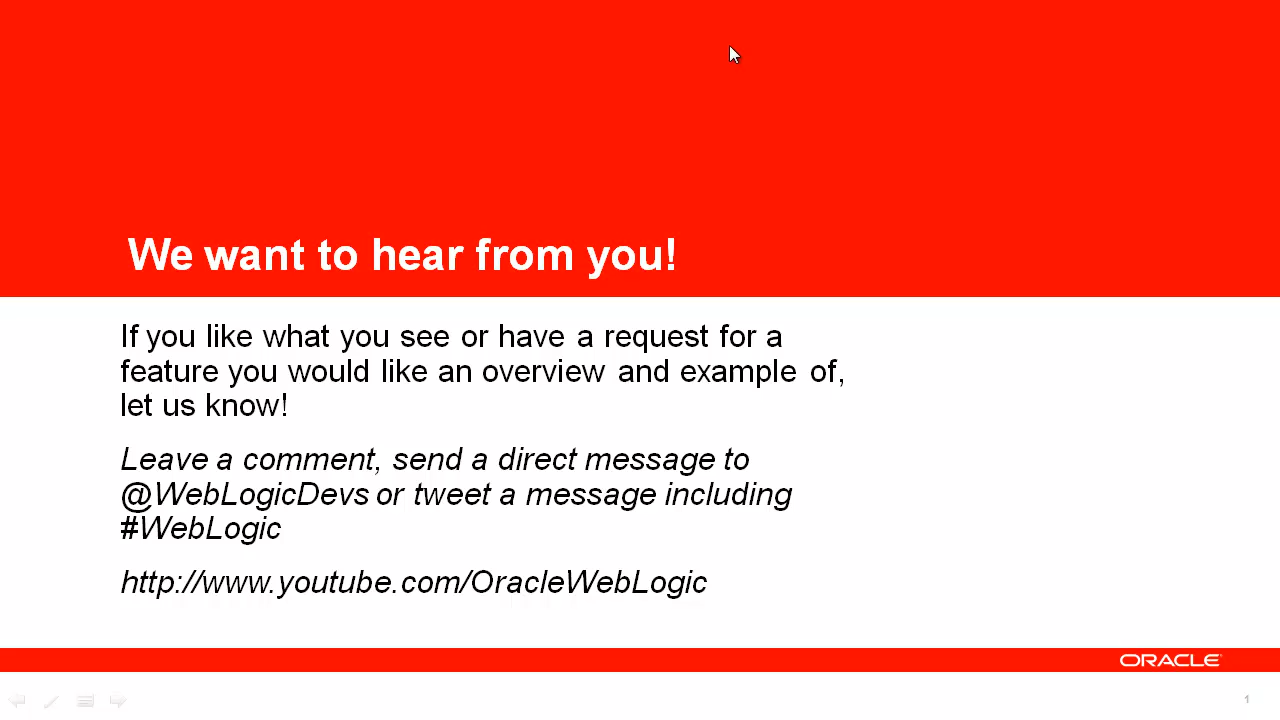 We want to hear from you!
If you like what you see or have a request for a
feature you would like an overview and example of,
let us know!
Leave a comment, send a direct message to
@WebLogicDevs or tweet a message including
#WebLogic
http://www.youtube.com/OracleWebLogic
ORACLE
1